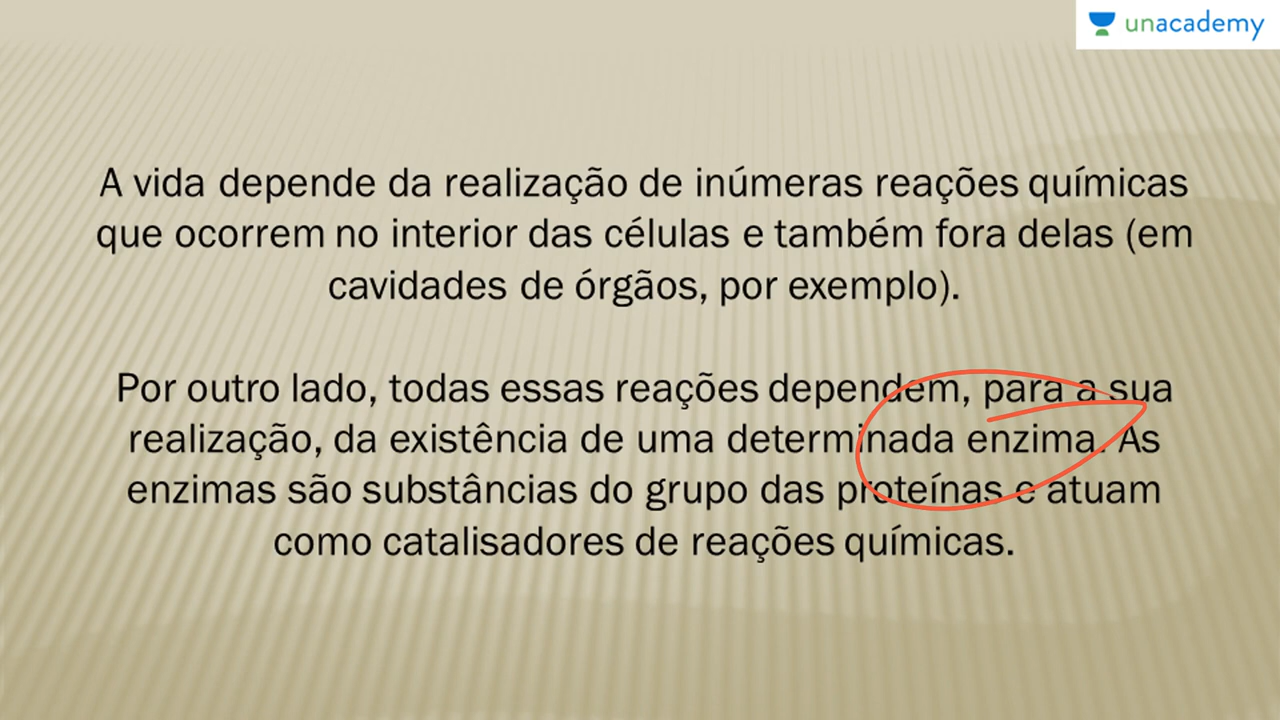 unacademy
A vida depende da realização de inúmeras reações químicas
que ocorrem no interior das células e também fora delas (em
cavidades de órgãos, por exemplo).
Por outro lado, todas essas reações dependem, para a sua
realização, da existência de uma determinada enzima. As
enzimas são substâncias do grupo das proteínas e atuam
como catalisadores de reações químicas.